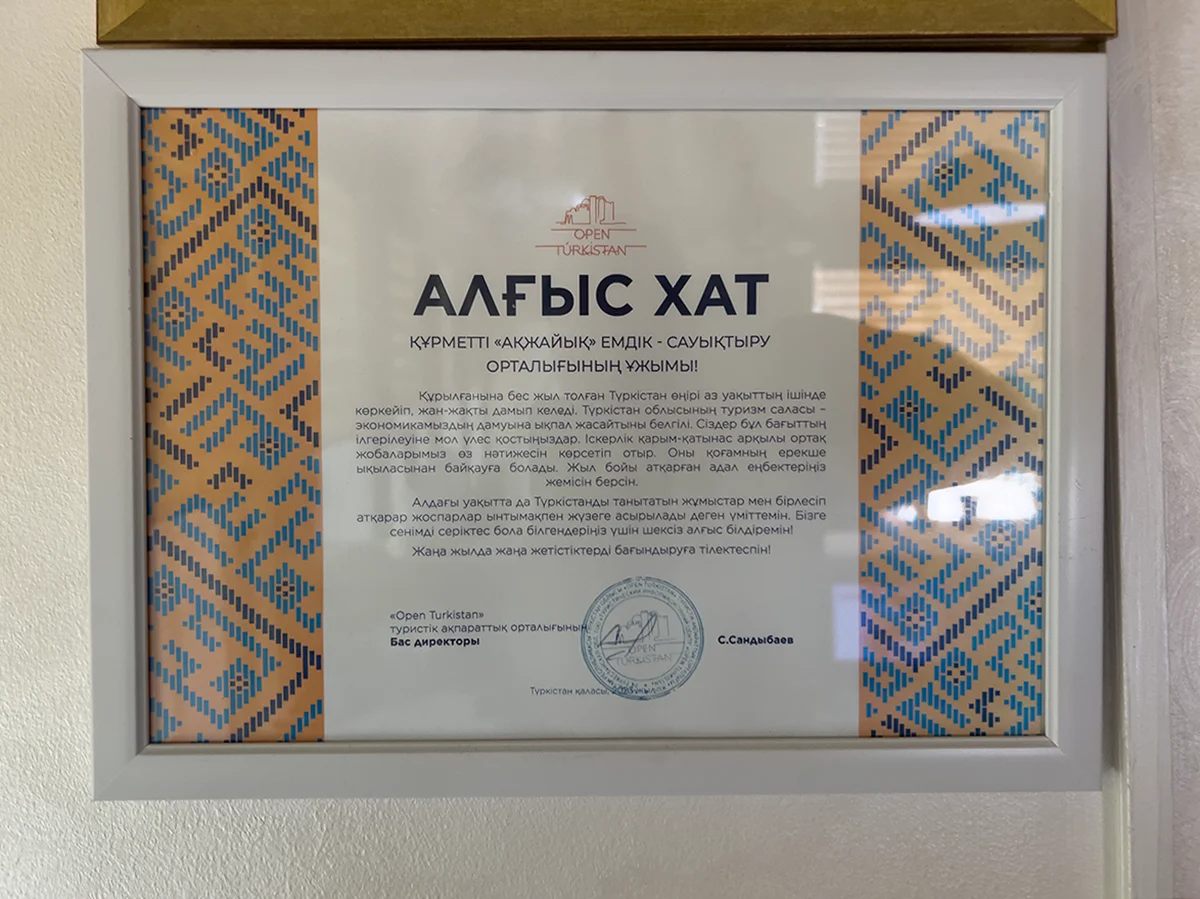 OPEN
TÚRKİSTAN
АЛҒЫС ХАТ
ҚҰРМЕТТІ «АҚЖАЙЫҚ» ЕМДІК - САУЫҚТЫРУ
ОРТАЛЫҒЫНЫҢ ҰЖЫМЫ!
Құрылғанына бес жыл толған Түркістан өңірі аз уақыттың ішінде
көркейіп, жан-жақты дамып келеді. Түркістан облысының туризм саласы –
экономикамыздың дамуына ықпал жасайтыны белгілі. Сіздер бұл бағыттың
ілгерілеуіне мол үлес қостыңыздар. Іскерлік қарым-қатынас арқылы ортақ
жобаларымыз өз нәтижесін көрсетіп отыр. Оны қоғамның ерекше
ықыласынан байқауға болады. Жыл бойы атқарған адал еңбектеріңіз
жемісін берсін.
Алдағы уақытта да Түркістанды танытатын жұмыстар мен бірлесіп
атқарар жоспарлар ынтымақпен жүзеге асырылады деген үміттемін. Бізге
сенімді серіктес бола білгендеріңіз үшін шексіз алғыс білдіремін!
Жаңа жылда жаңа жетістіктерді бағындыруға тілектеспін!
«Open Turkistan»
туристік ақпараттық орталығының
Бас директоры
С.Сандыбаев
OPEN
TÚRKİSTAN
Түркістан қаласы,